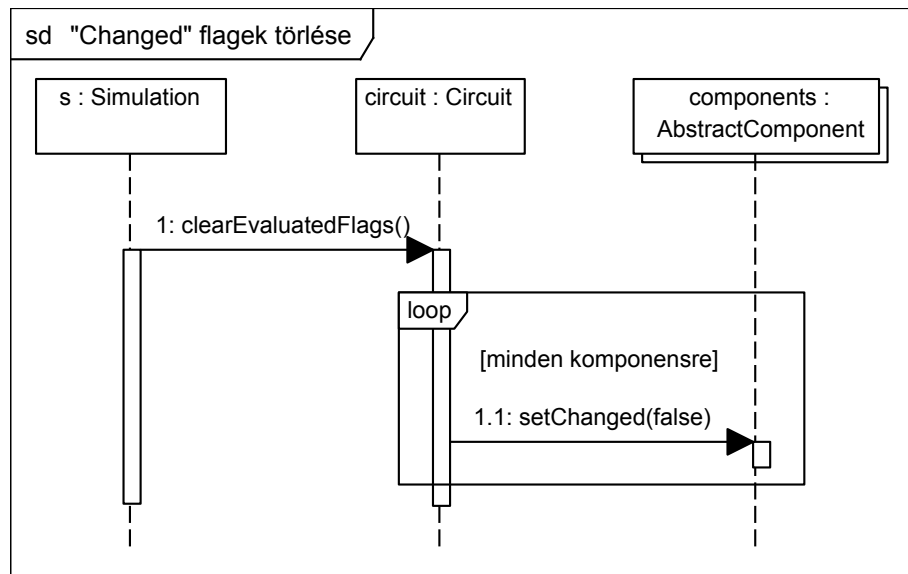 sd "Changed" flagek törlése
s : Simulation
circuit : Circuit
components :
AbstractComponent
1: clearEvaluatedFlags()
loop
[minden komponensre]
1.1: setChanged(false)